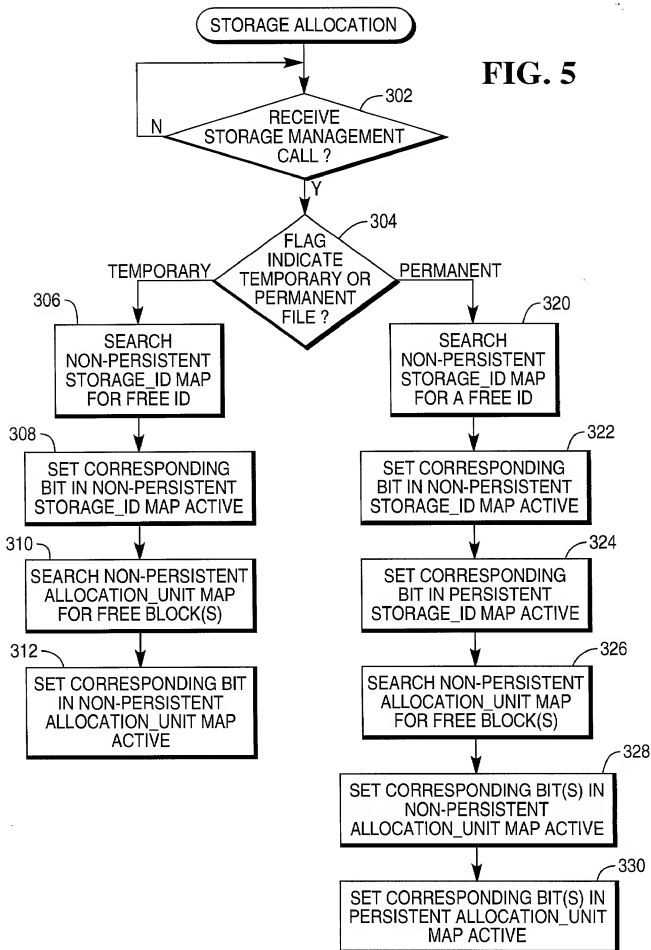 STORAGE ALLOCATION
FIG. 5
302
RECEIVE
STORAGE MANAGEMENT
CALL ?
N
Y
304
FLAG
INDICATE
TEMPORARY OR
PERMANENT
FILE ?
TEMPORARY
PERMANENT
306
SEARCH
NON-PERSISTENT
STORAGE_ID MAP
FOR FREE ID
308
SET CORRESPONDING
BIT IN NON-PERSISTENT
STORAGE_ID MAP ACTIVE
310
SEARCH NON-PERSISTENT
ALLOCATION_UNIT MAP
FOR FREE BLOCK(S)
312
SET CORRESPONDING BIT
IN NON-PERSISTENT
ALLOCATION_UNIT MAP
ACTIVE
320
SEARCH
NON-PERSISTENT
STORAGE_ID MAP
FOR A FREE ID
322
SET CORRESPONDING
BIT IN NON-PERSISTENT
STORAGE_ID MAP ACTIVE
324
SET CORRESPONDING
BIT IN PERSISTENT
STORAGE_ID MAP ACTIVE
326
SEARCH NON-PERSISTENT
ALLOCATION_UNIT MAP
FOR FREE BLOCK(S)
328
SET CORRESPONDING BIT(S) IN
NON-PERSISTENT
ALLOCATION_UNIT MAP ACTIVE
330
SET CORRESPONDING BIT(S) IN
PERSISTENT ALLOCATION_UNIT
MAP ACTIVE